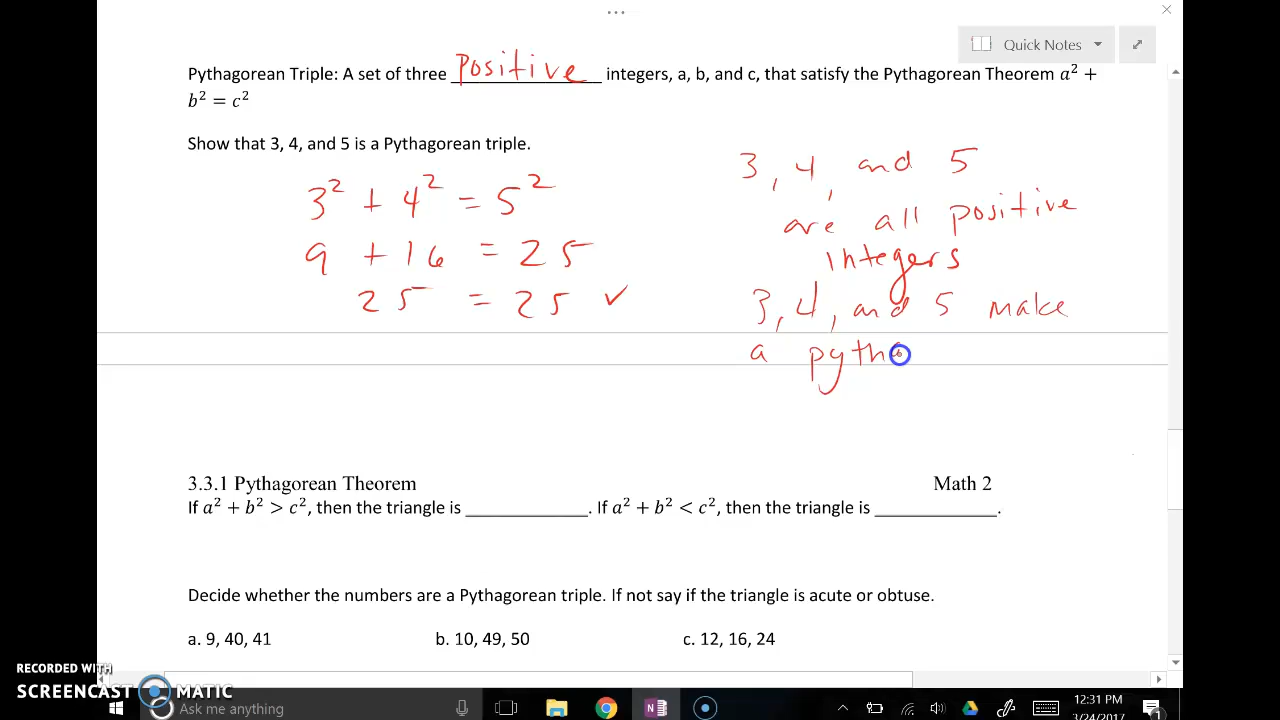 Quick Notes
Pythagorean Triple: A set of three Positive integers, a, b, and c, that satisfy the Pythagorean Theorem a² +
b² = c²
Show that 3, 4, and 5 is a Pythagorean triple.
3² + 4² = 5²
9 + 16 = 25
25 = 25 ✓
3, 4, and 5
are all positive
integers
3, 4, and 5 make
a pytha
3.3.1 Pythagorean Theorem
Math 2
If a² + b² > c², then the triangle is ____________. If a² + b² < c², then the triangle is ____________.
Decide whether the numbers are a Pythagorean triple. If not say if the triangle is acute or obtuse.
a. 9, 40, 41
b. 10, 49, 50
c. 12, 16, 24
RECORDED WITH
SCREENCAST MATIC
Ask me anything
12:31 PM
3/24/2017